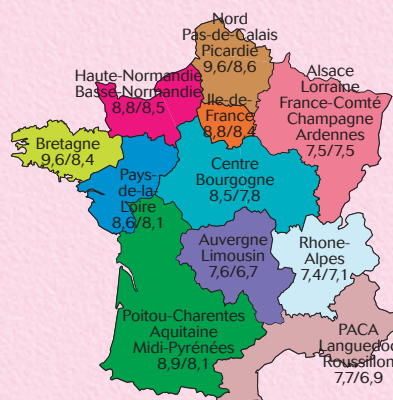 Nord
Pas-de-Calais
Picardie
9,6/8,6
Haute-Normandie
Basse-Normandie
8,8/8,5
Ile-de-
France
8,8/8,4
Alsace
Lorraine
France-Comté
Champagne
Ardennes
7,5/7,5
Bretagne
9,6/8,4
Pays-
de-la
Loire
8,6/8,1
Centre
Bourgogne
8,5/7,8
Auvergne
Limousin
7,6/6,7
Rhone-
Alpes
7,4/7,1
Poitou-Charentes
Aquitaine
Midi-Pyrénées
8,9/8,1
PACA
Languedoc
Roussillon
7,7/6,9